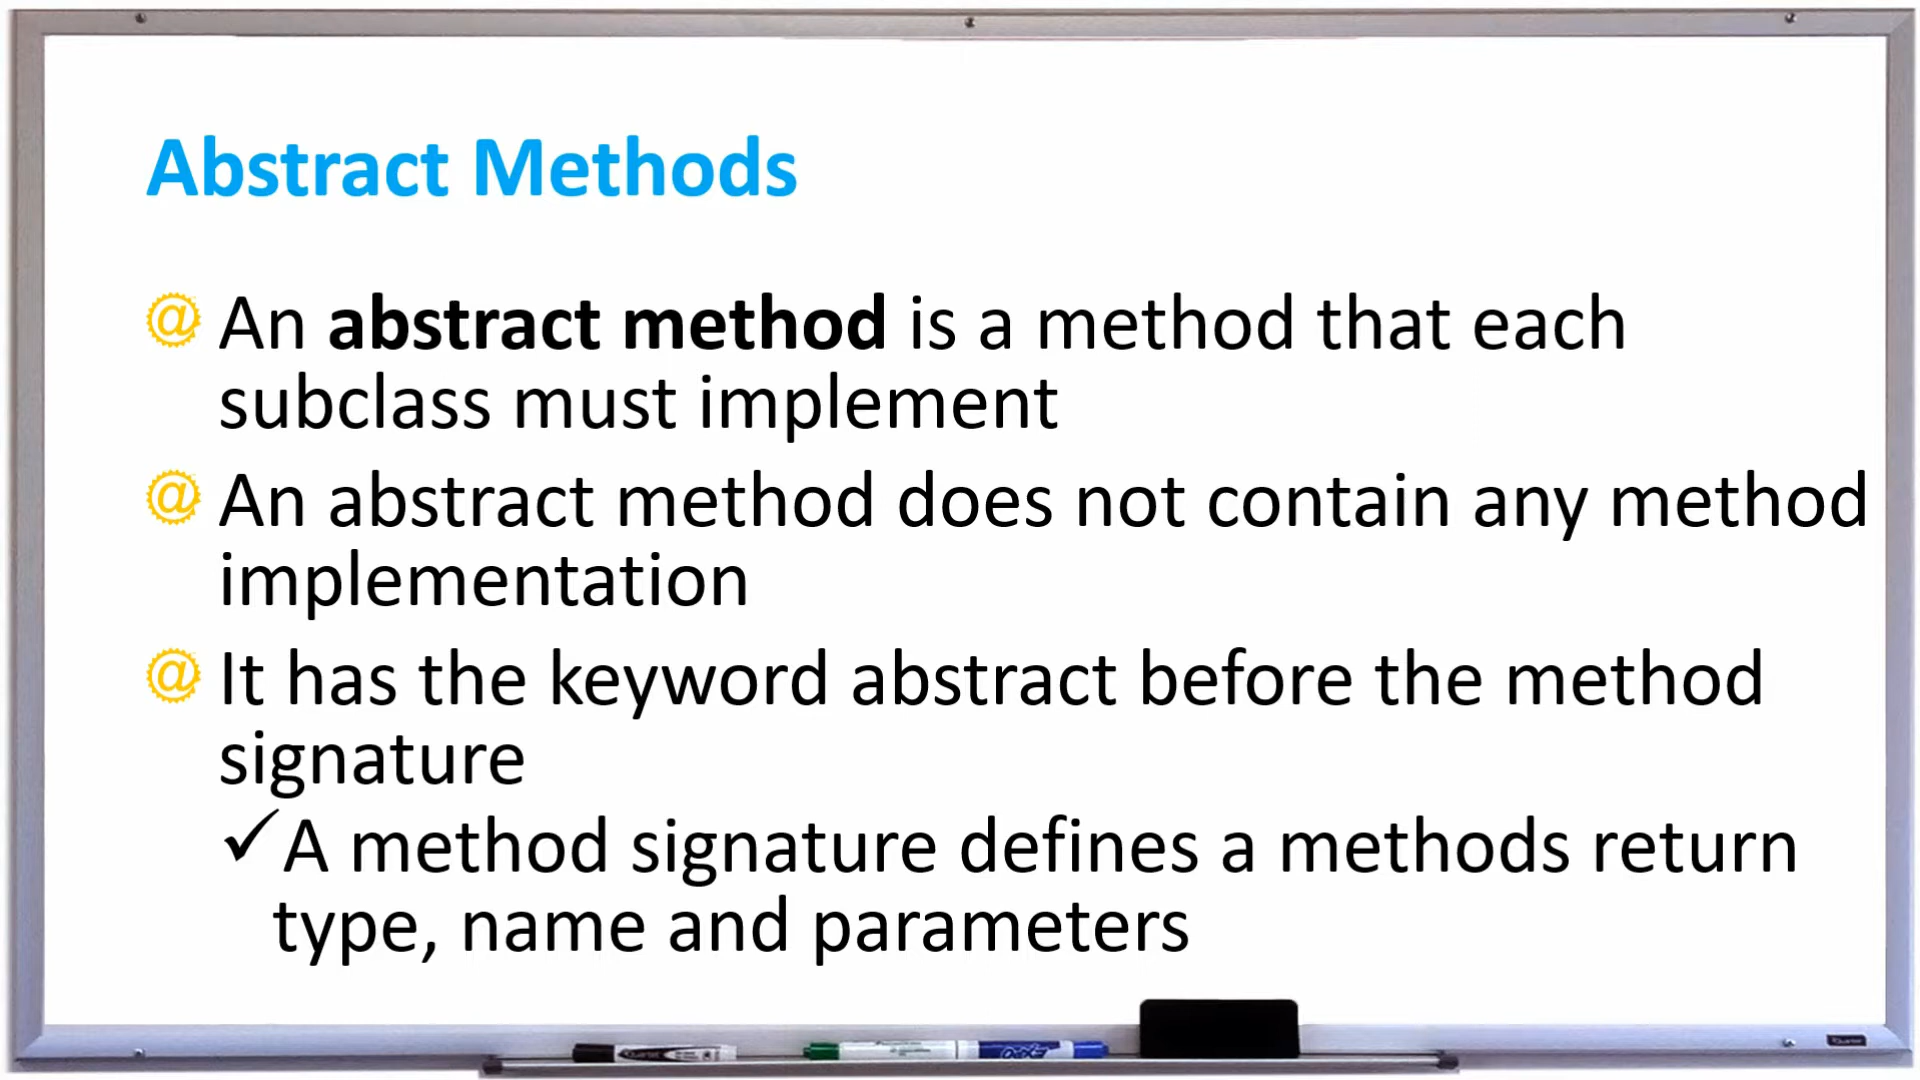 Abstract Methods
@ An abstract method is a method that each
subclass must implement
@ An abstract method does not contain any method
implementation
@ It has the keyword abstract before the method
signature
✓A method signature defines a methods return
type, name and parameters
Quartet